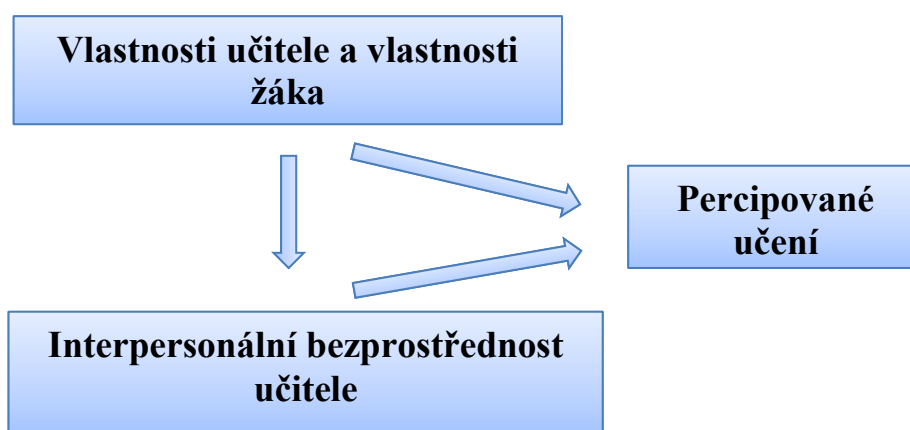 Vlastnosti učitele a vlastnosti
žáka
Percipované
učení
Interpersonální bezprostřednost
učitele